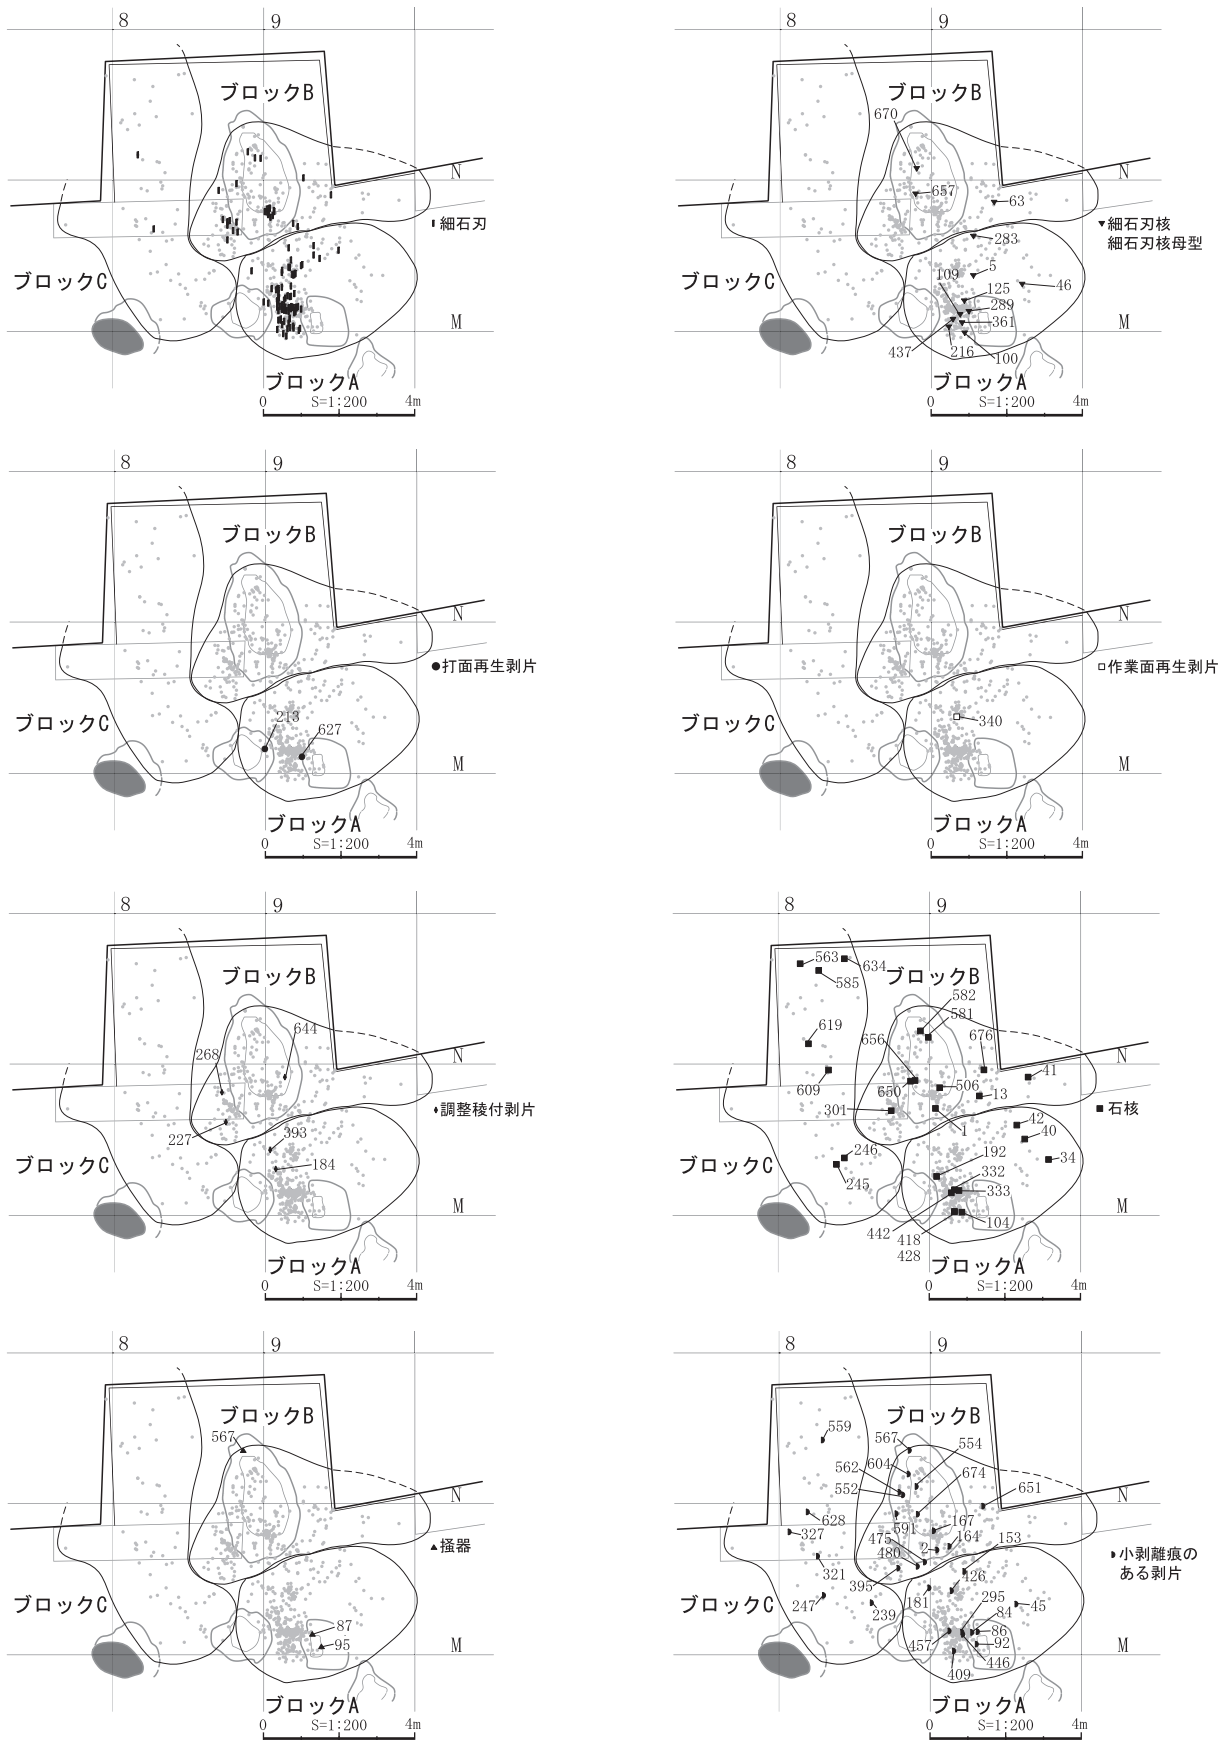 8
9
ブロックB
N
細石刃
ブロックC
M
ブロックA
0
S=1:200
4m
8
9
ブロックB
670
N
657
63
細石刃核
細石刃核母型
283
ブロックC
5
109
46
125
289
361
M
437
216
100
ブロックA
0
S=1:200
4m
8
9
ブロックB
N
打面再生剥片
213
ブロックC
627
M
ブロックA
0
S=1:200
4m
8
9
ブロックB
N
作業面再生剥片
340
ブロックC
M
ブロックA
0
S=1:200
4m
8
9
ブロックB
644
268
N
調整稜付剥片
227
393
ブロックC
184
M
ブロックA
0
S=1:200
4m
8
9
563
634
ブロックB
585
582
581
619
656
676
N
41
609
650
506
13
301
石核
42
1
40
246
192
34
ブロックC
332
245
333
M
442
418
104
428
ブロックA
0
S=1:200
4m
8
9
ブロックB
567
N
掻器
ブロックC
87
95
M
ブロックA
0
S=1:200
4m
8
9
ブロックB
559
567
554
604
562
674
552
651
N
628
591
167
327
475
164
153
2
480
小剥離痕の
ある剥片
321
395
426
247
181
295
ブロックC
239
84
45
86
457
92
M
446
409
ブロックA
0
S=1:200
4m